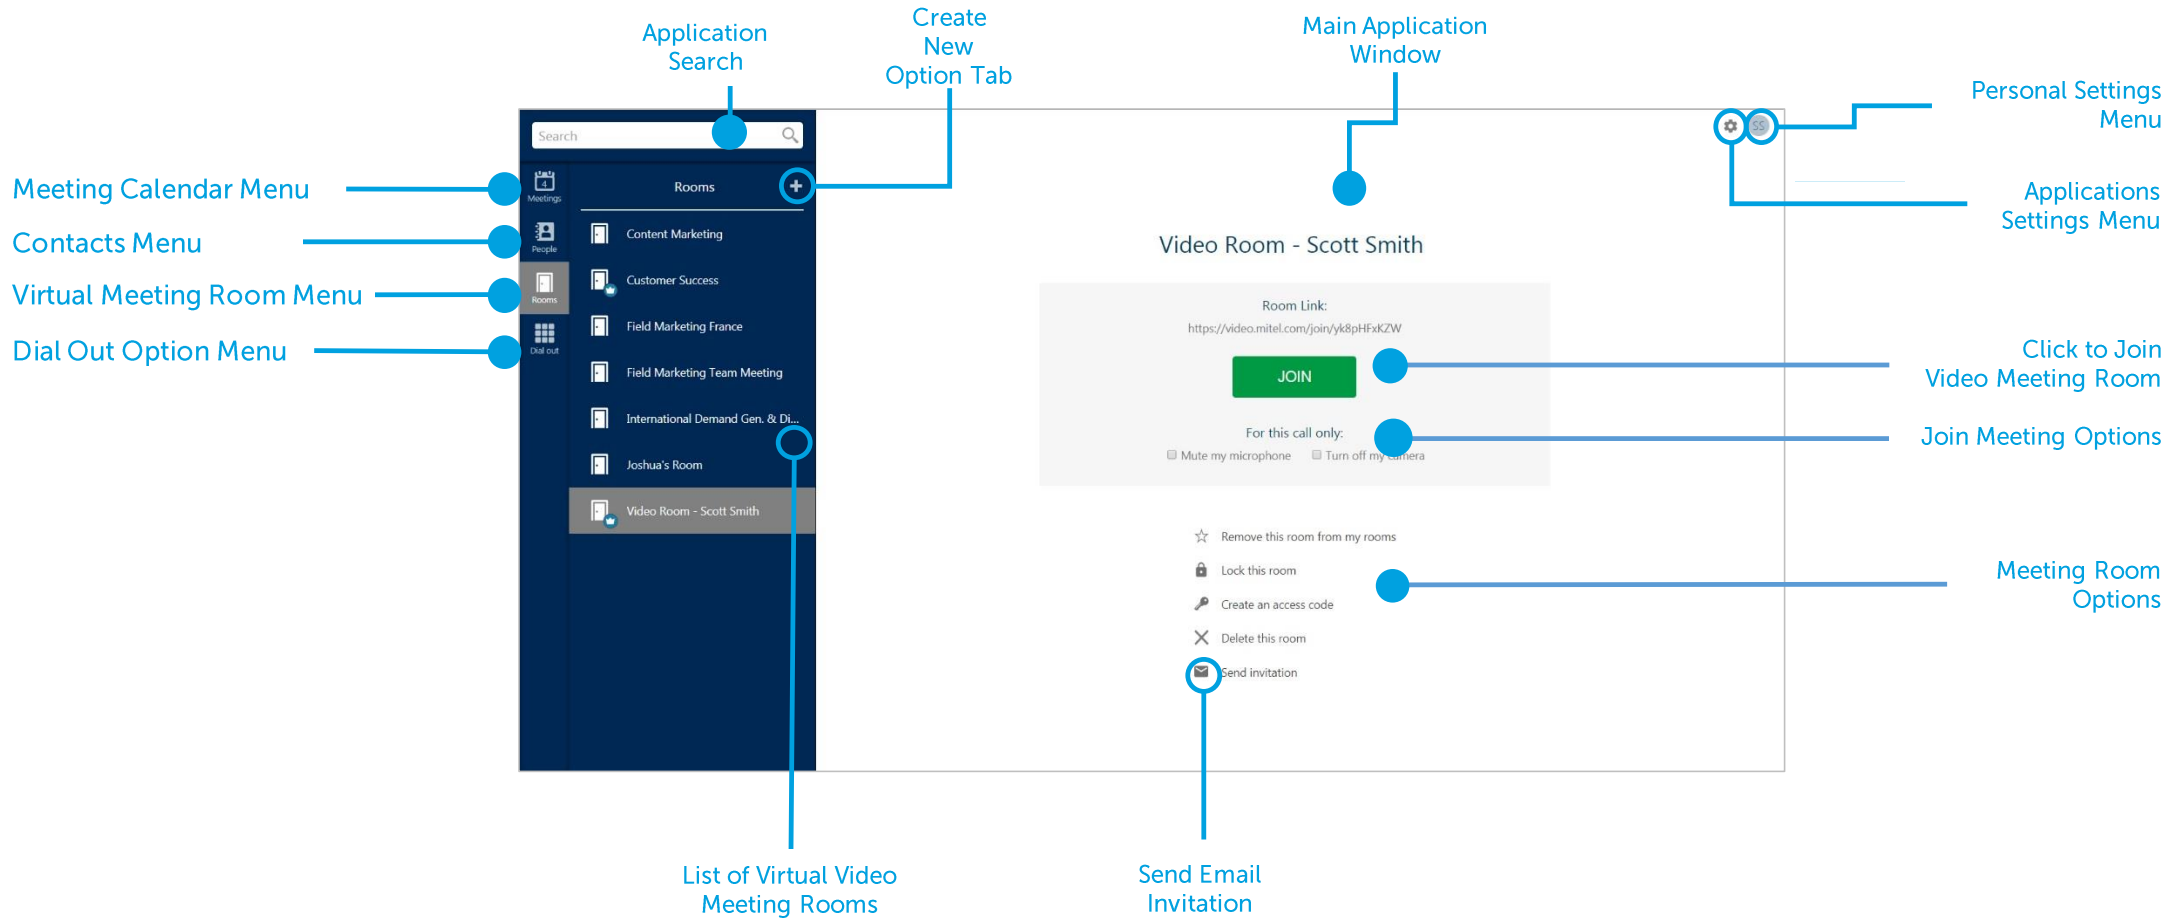 Application
Search
Create
New
Option Tab
Main Application
Window
Personal Settings
Menu
Applications
Settings Menu
Meeting Calendar Menu
Contacts Menu
Virtual Meeting Room Menu
Dial Out Option Menu
Search
4
Meetings
People
Rooms
Dial out
Rooms
Content Marketing
Customer Success
Field Marketing France
Field Marketing Team Meeting
International Demand Gen. & Di...
Joshua's Room
Video Room - Scott Smith
SS
Video Room - Scott Smith
Room Link:
https://video.mitel.com/join/yk8pHFxKZW
JOIN
For this call only:
Mute my microphone
Turn off my camera
Remove this room from my rooms
Lock this room
Create an access code
Delete this room
Send invitation
Click to Join
Video Meeting Room
Join Meeting Options
Meeting Room
Options
List of Virtual Video
Meeting Rooms
Send Email
Invitation